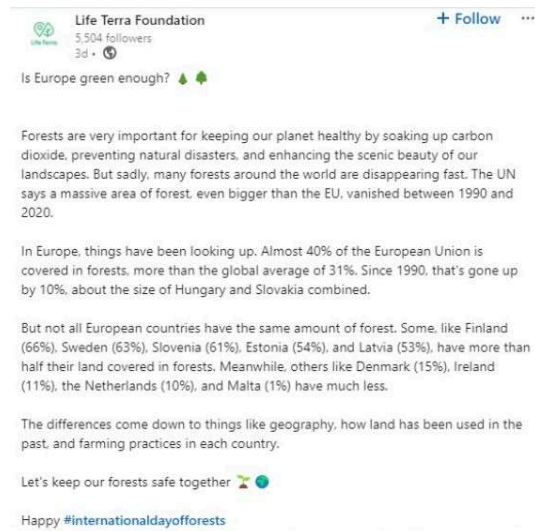 Life Terra Foundation
+ Follow ...
Life Terra
5,504 followers
3d •
Is Europe green enough?
Forests are very important for keeping our planet healthy by soaking up carbon
dioxide, preventing natural disasters, and enhancing the scenic beauty of our
landscapes. But sadly, many forests around the world are disappearing fast. The UN
says a massive area of forest, even bigger than the EU, vanished between 1990 and
2020.
In Europe, things have been looking up. Almost 40% of the European Union is
covered in forests, more than the global average of 31%. Since 1990, that's gone up
by 10%, about the size of Hungary and Slovakia combined.
But not all European countries have the same amount of forest. Some, like Finland
(66%), Sweden (63%), Slovenia (61%), Estonia (54%), and Latvia (53%), have more than
half their land covered in forests. Meanwhile, others like Denmark (15%), Ireland
(11%), the Netherlands (10%), and Malta (1%) have much less.
The differences come down to things like geography, how land has been used in the
past, and farming practices in each country.
Let's keep our forests safe together
Happy #internationaldayofforests